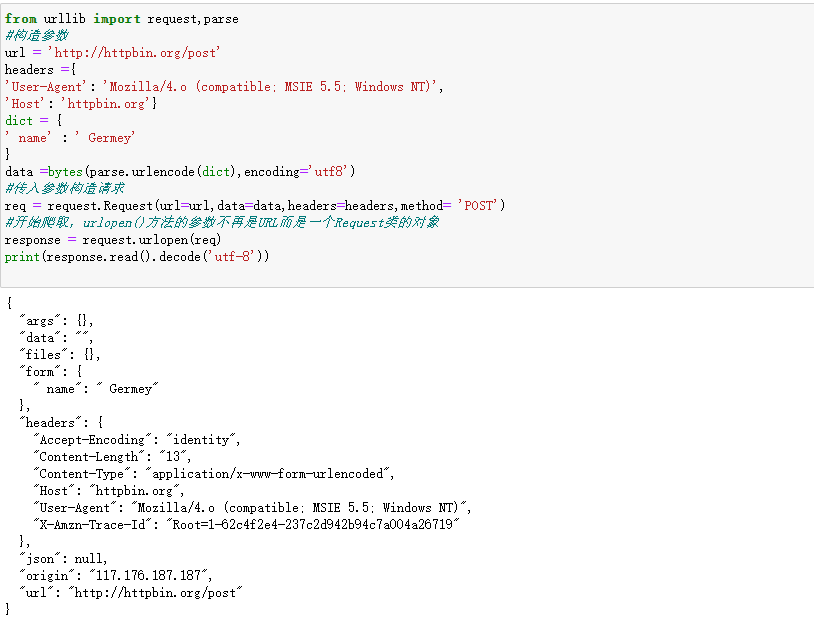 from urllib import request,parse
#构造参数
url = 'http://httpbin.org/post'
headers ={
'User-Agent': 'Mozilla/4.o (compatible; MSIE 5.5; Windows NT)',
'Host': 'httpbin.org'}
dict = {
' name' : ' Germey'
}
data =bytes(parse.urlencode(dict),encoding='utf8')
#传入参数构造请求
req = request.Request(url=url,data=data,headers=headers,method= 'POST')
#开始爬取，urlopen()方法的参数不再是URL而是一个Request类的对象
response = request.urlopen(req)
print(response.read().decode('utf-8'))
{
  "args": {},
  "data": "",
  "files": {},
  "form": {
    " name": " Germey"
  },
  "headers": {
    "Accept-Encoding": "identity",
    "Content-Length": "13",
    "Content-Type": "application/x-www-form-urlencoded",
    "Host": "httpbin.org",
    "User-Agent": "Mozilla/4.o (compatible; MSIE 5.5; Windows NT)",
    "X-Amzn-Trace-Id": "Root=1-62c4f2e4-237c2d942b94c7a004a26719"
  },
  "json": null,
  "origin": "117.176.187.187",
  "url": "http://httpbin.org/post"
}